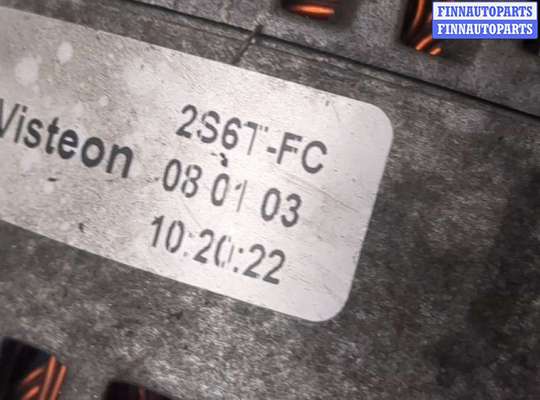 FINNAUTOPARTS
FINNAUTOPARTS
2S6T-FC
Visteon
08 01 03
10:20:22